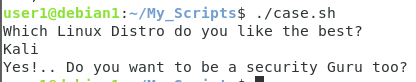 user1@debian1:~/My_Scripts$ ./case.sh
Which Linux Distro do you like the best?
Kali
Yes!.. Do you want to be a security Guru too?